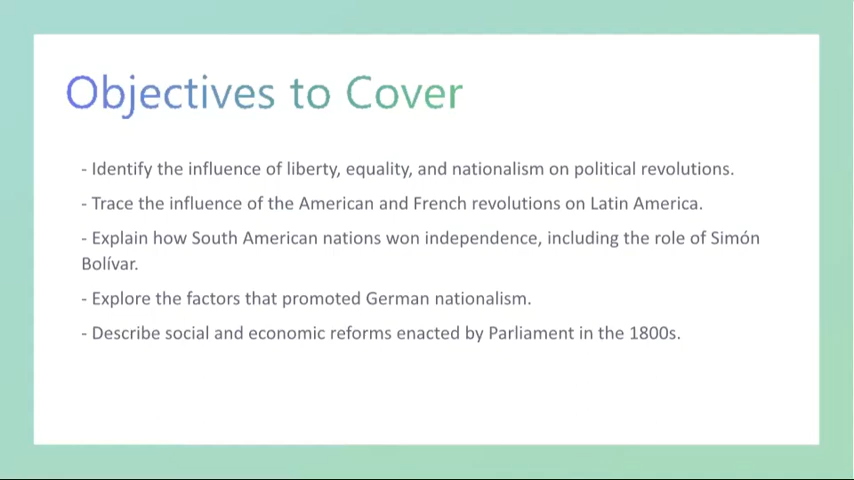 Objectives to Cover
- Identify the influence of liberty, equality, and nationalism on political revolutions.
- Trace the influence of the American and French revolutions on Latin America.
- Explain how South American nations won independence, including the role of Simón
Bolívar.
- Explore the factors that promoted German nationalism.
- Describe social and economic reforms enacted by Parliament in the 1800s.